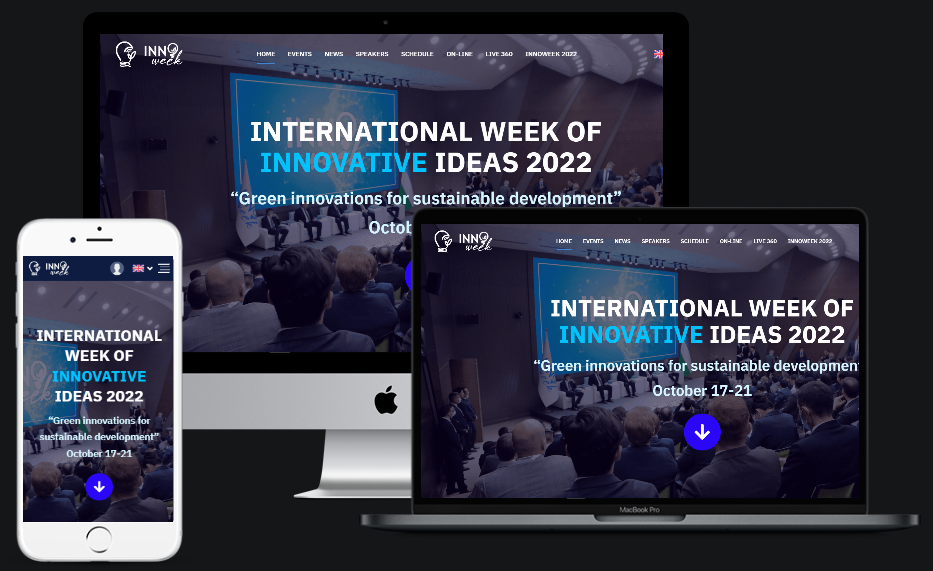 INNO
week
HOME EVENTS NEWS SPEAKERS SCHEDULE ON-LINE LIVE 360 INNOWEEK 2022
INTERNATIONAL WEEK OF
INNOVATIVE IDEAS 2022
“Green innovations for sustainable development”
Octob
INNO
week
HOME EVENTS NEWS SPEAKERS SCHEDULE ON-LINE LIVE 360 INNOWEEK 2022
INTERNATIONAL WEEK OF
INNOVATIVE IDEAS 2022
“Green innovations for sustainable developmen
October 17-21
MacBook Pro
INNO
week
INTERNATIONAL
WEEK OF
INNOVATIVE
IDEAS 2022
“Green innovations for
sustainable development”
October 17-21